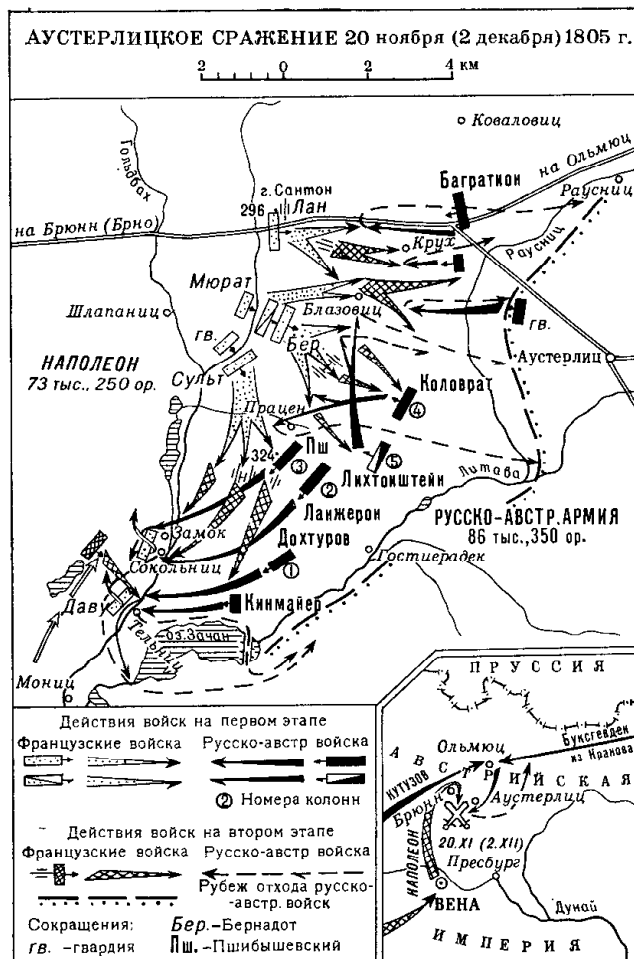 АУСТЕРЛИЦКОЕ СРАЖЕНИЕ 20 ноября (2 декабря) 1805 г.
2 0 2 4 км
Коваловиц
Гольдбах
на Ольмюц
Раусниц
Багратион
г. Сантон
296 Лан
на Брюнн (Брно)
Раусниц
Крух
Мюрат
Шлапаниц
Блазовиц
гв.
гв.
Бер.
Аустерлиц
НАПОЛЕОН
73 тыс., 250 ор.
Сульт
Коловрат
④
Працен
324
Пш
③
⑤
Лихтенштейн
②
Литава
Ланжерон
РУССКО-АВСТР. АРМИЯ
86 тыс., 350 ор.
Замок
Сокольниц
Дохтуров
①
Гостиераден
Даву
Кинмайер
Тельниц
оз. Зачан
Мониц
ПРУССИЯ
Буксгевден
из Кракова
Ольмюц
АВСТРИЙСКАЯ
КУТУЗОВ
Брюнн
Аустерлиц
20.XI (2.XII)
Пресбург
НАПОЛЕОН
ВЕНА
Дунай
ИМПЕРИЯ
Действия войск на первом этапе
Французские войска Русско-австр войска
② Номера колонн
Действия войск на втором этапе
Французские войска Русско-австр войска
Рубеж отхода русско-
австр. войск
Сокращения: Бер.-Бернадот
гв. -гвардия Пш.-Пшибышевский